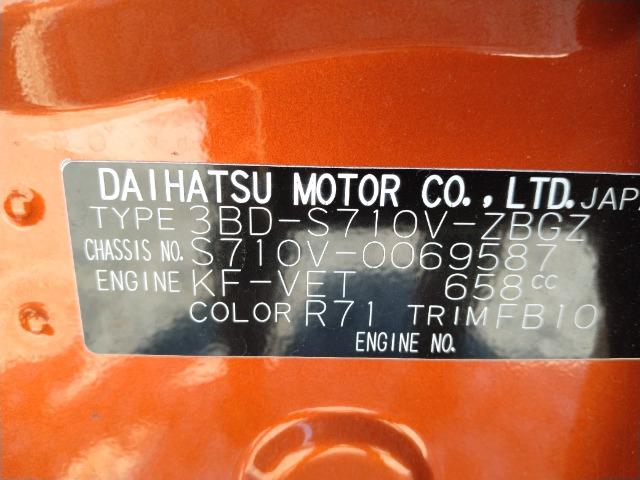 DAIHATSU MOTOR CO., LTD. JAPA
TYPE 3BD-S710V-ZBGZ
CHASSIS NO. S710V-0069587
ENGINE KF-VET 658cc
COLOR R71 TRIM FB10
ENGINE NO.